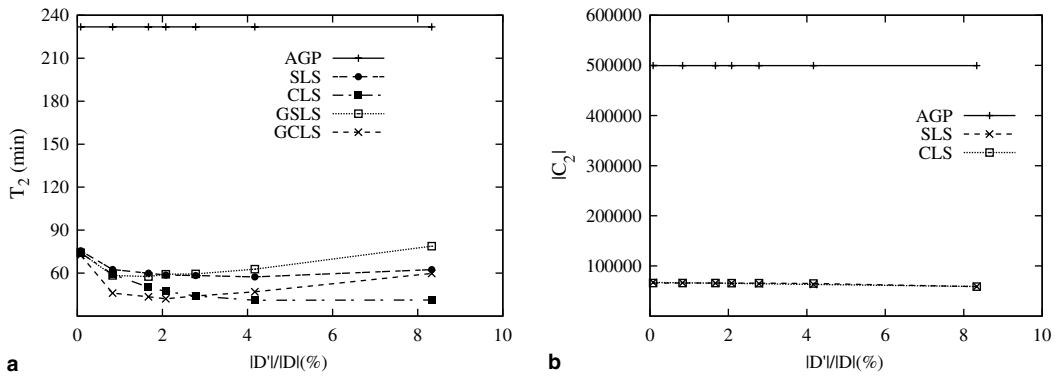 240
210
180
150
120
90
60
T2 (min)
0 2 4 6 8 10
|D'|/|D|(%)
AGP
SLS
CLS
GSLS
GCLS
a
600000
500000
400000
300000
200000
100000
|C2|
0 2 4 6 8 10
|D'|/|D|(%)
AGP
SLS
CLS
b